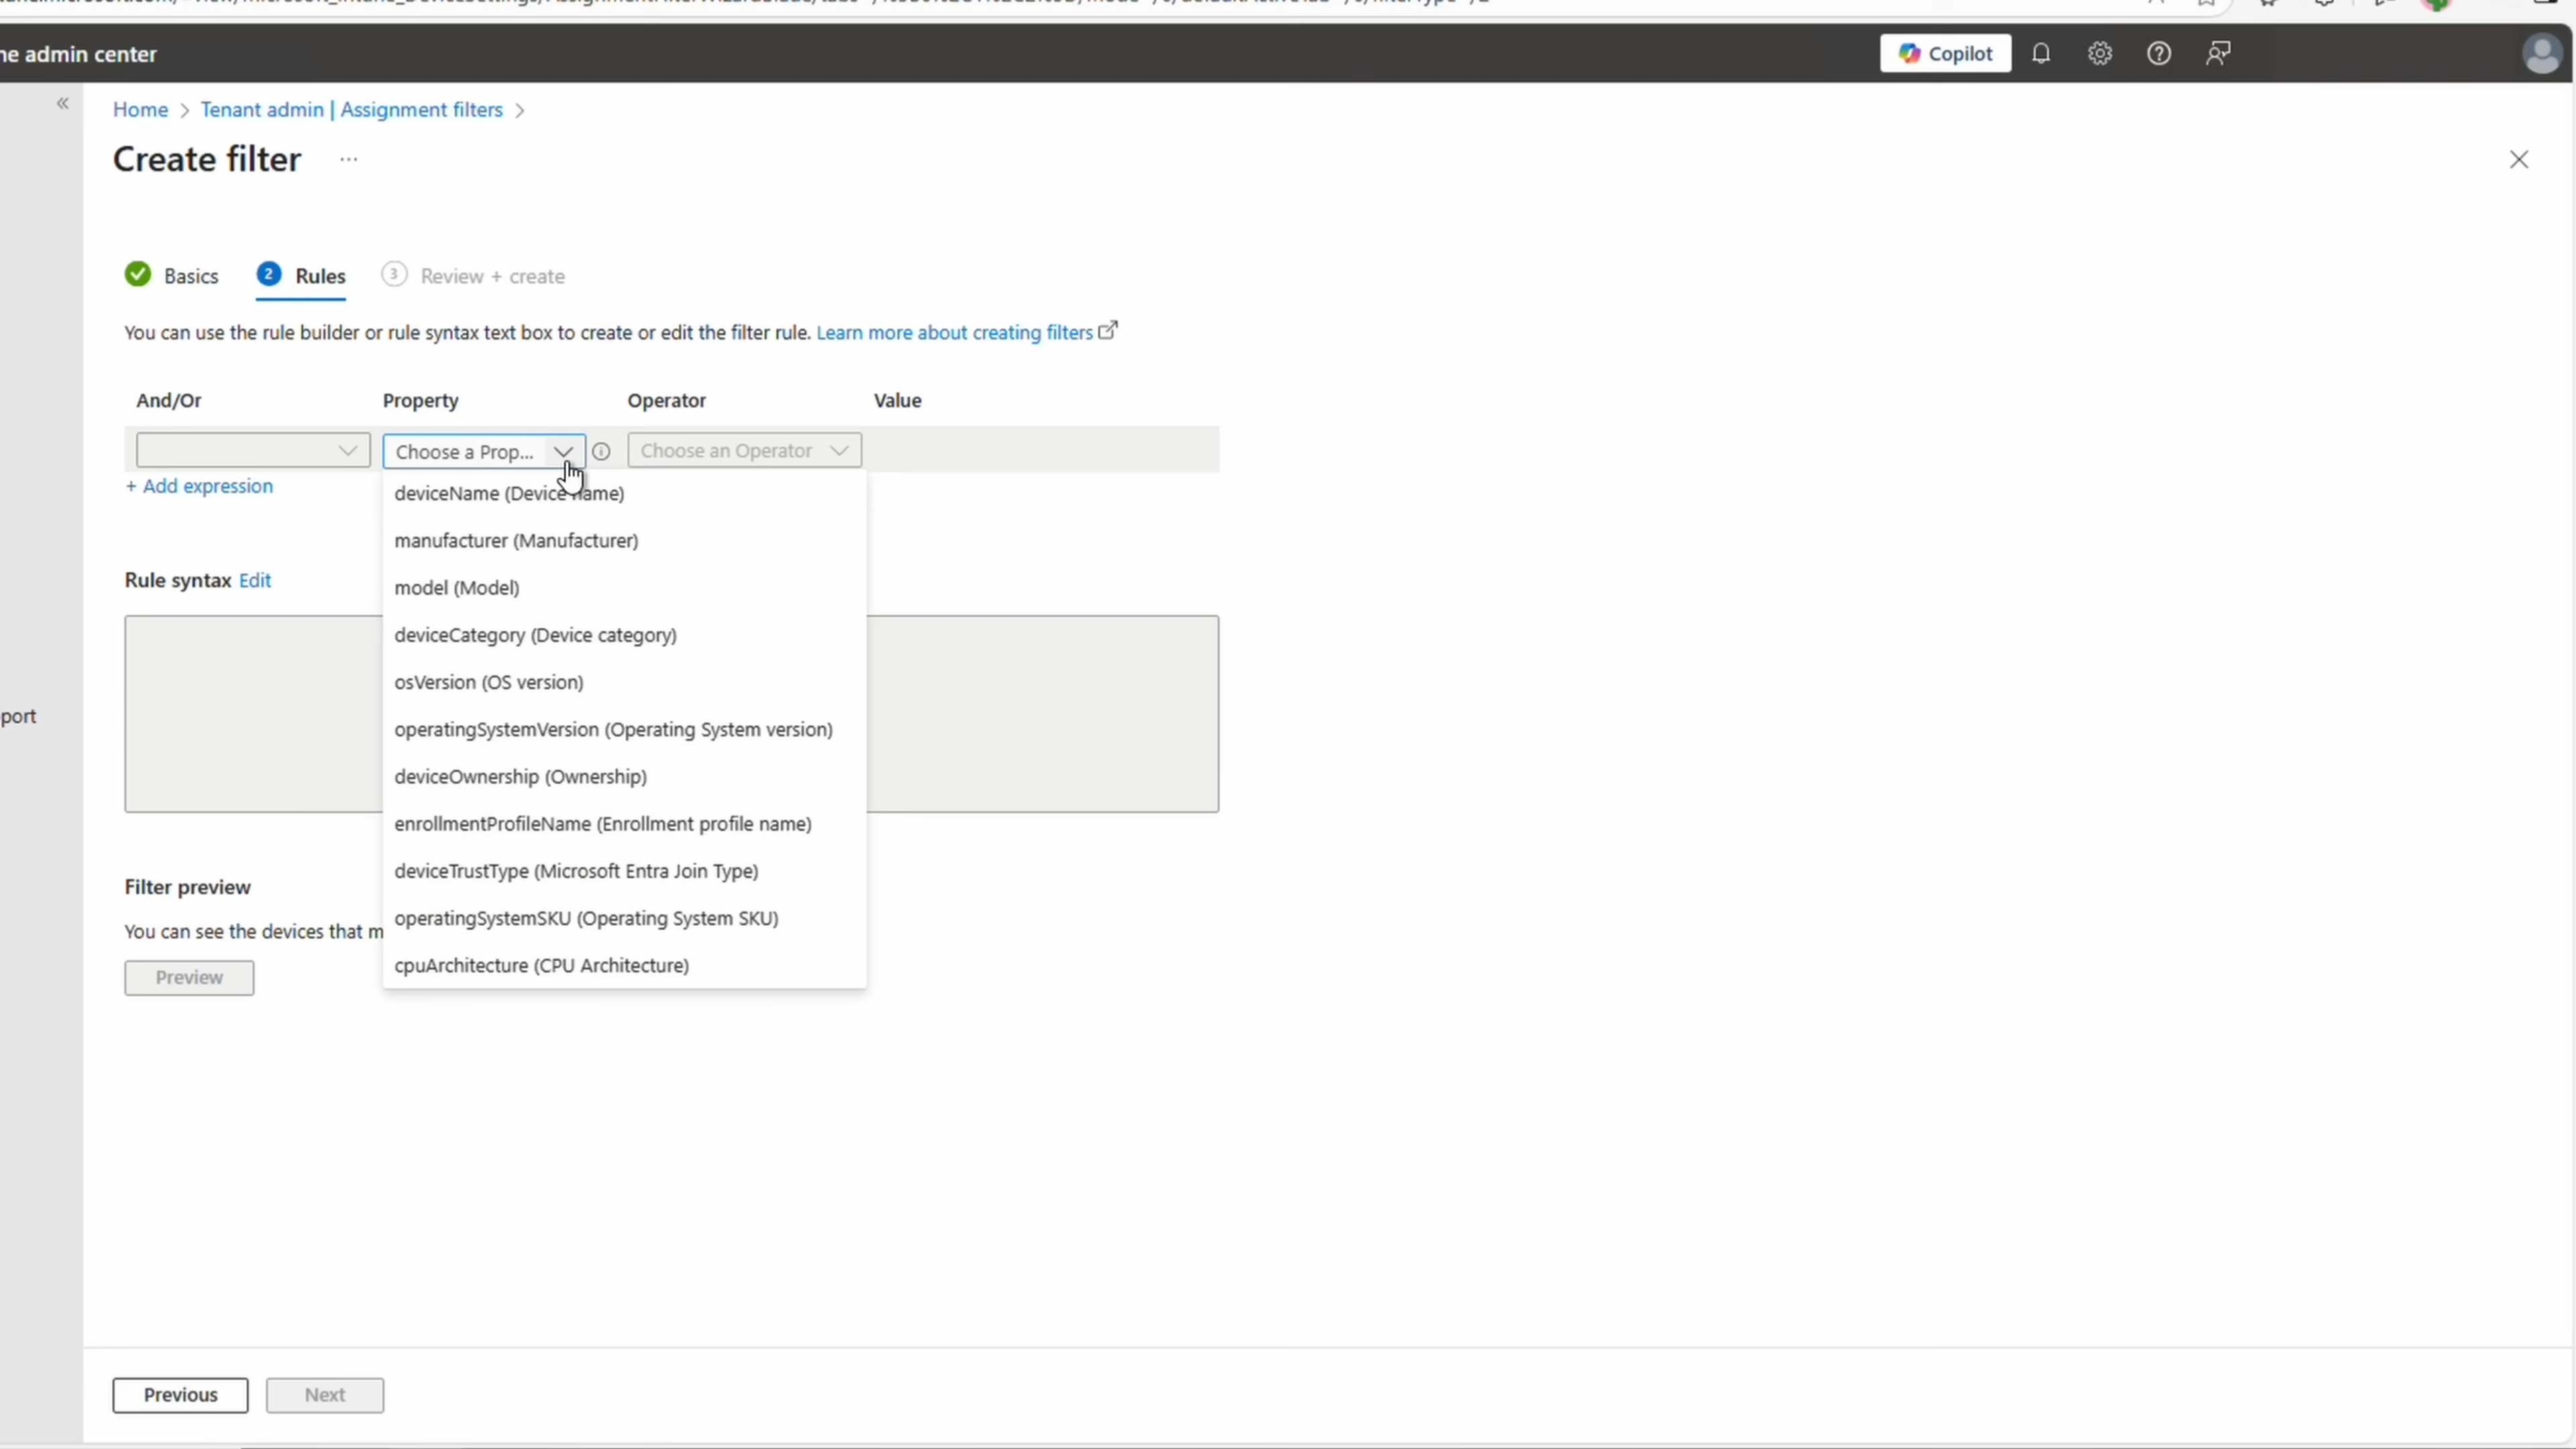 he admin center
Copilot
Home > Tenant admin | Assignment filters >
Create filter ...
Basics 2 Rules 3 Review + create
You can use the rule builder or rule syntax text box to create or edit the filter rule. Learn more about creating filters
And/Or Property Operator Value
Choose a Prop... Choose an Operator
+ Add expression
deviceName (Device name)
manufacturer (Manufacturer)
model (Model)
deviceCategory (Device category)
osVersion (OS version)
operatingSystemVersion (Operating System version)
deviceOwnership (Ownership)
enrollmentProfileName (Enrollment profile name)
deviceTrustType (Microsoft Entra Join Type)
operatingSystemSKU (Operating System SKU)
cpuArchitecture (CPU Architecture)
Rule syntax Edit
port
Filter preview
You can see the devices that m
Preview
Previous Next